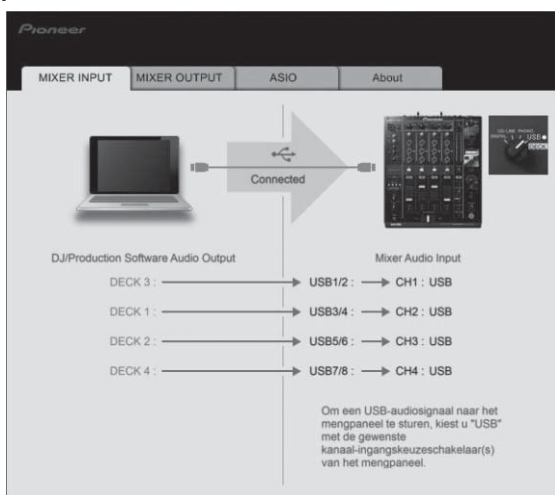 Pioneer
MIXER INPUT MIXER OUTPUT ASIO About
Connected
USB
DECK
DJ/Production Software Audio Output Mixer Audio Input
DECK 3 : USB1/2 : CH1 : USB
DECK 1 : USB3/4 : CH2 : USB
DECK 2 : USB5/6 : CH3 : USB
DECK 4 : USB7/8 : CH4 : USB
Om een USB-audiosignaal naar het
mengpaneel te sturen, kiest u "USB"
met de gewenste
kanaal-ingangskeuzeschakelaar(s)
van het mengpaneel.